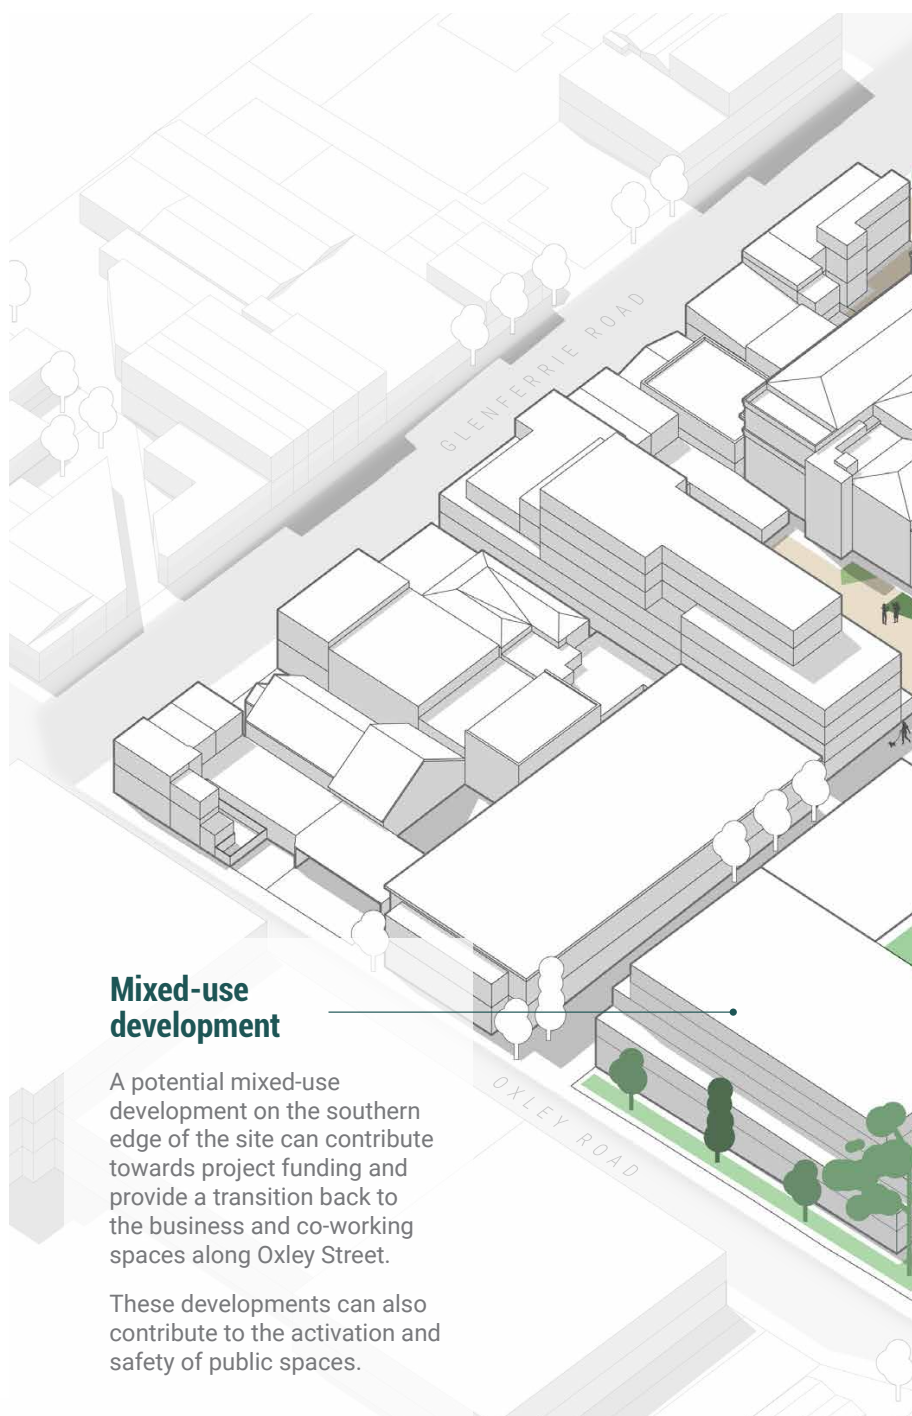 GLENFERRIE ROAD
Mixed-use
development
A potential mixed-use
development on the southern
edge of the site can contribute
towards project funding and
provide a transition back to
the business and co-working
spaces along Oxley Street.
These developments can also
contribute to the activation and
safety of public spaces.
OXLEY ROAD